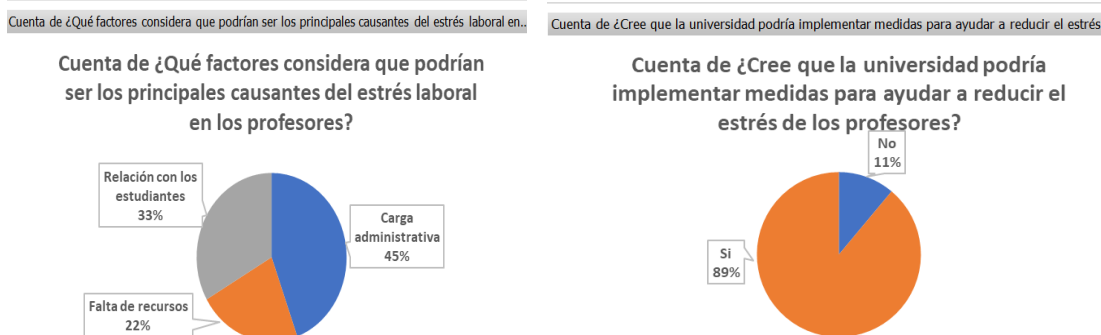 Cuenta de ¿Qué factores considera que podrían ser los principales causantes del estrés laboral en..
Cuenta de ¿Qué factores considera que podrían
ser los principales causantes del estrés laboral
en los profesores?
Relación con los
estudiantes
33%
Carga
administrativa
45%
Falta de recursos
22%
Cuenta de ¿Cree que la universidad podría implementar medidas para ayudar a reducir el estrés
Cuenta de ¿Cree que la universidad podría
implementar medidas para ayudar a reducir el
estrés de los profesores?
No
11%
Si
89%